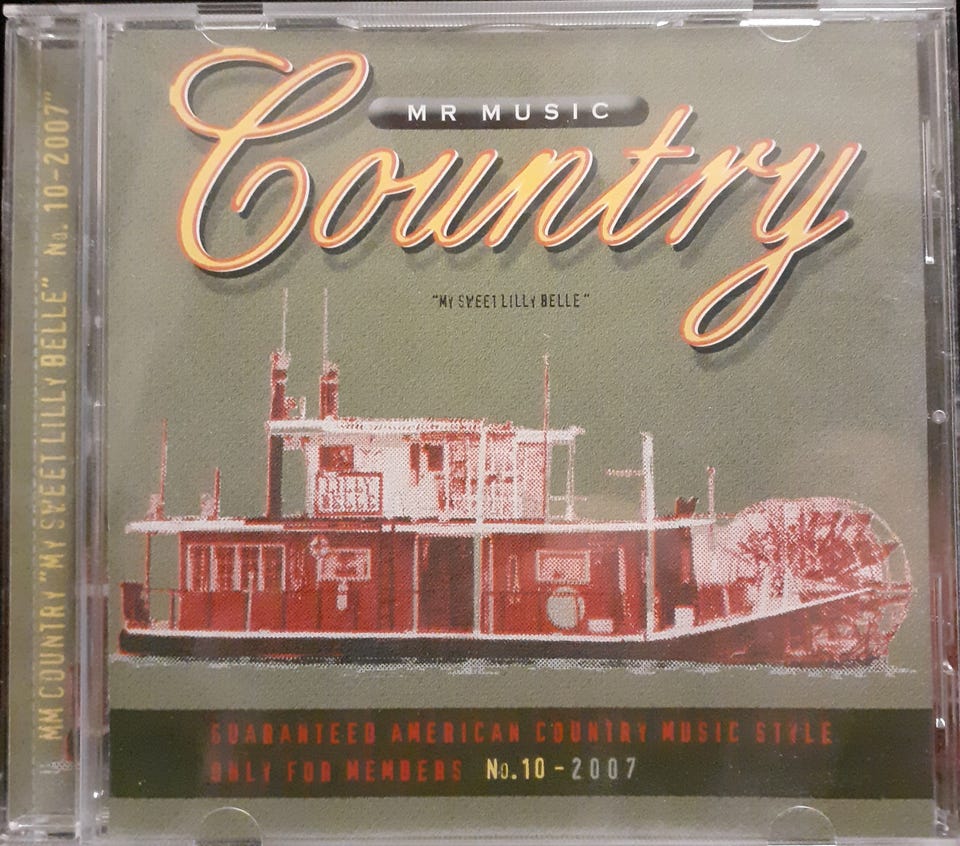 MR MUSIC
Country
"MY SWEET LILLY BELLE"
GUARANTEED AMERICAN COUNTRY MUSIC STYLE
ONLY FOR MEMBERS No.10 - 2007
MM COUNTRY "MY SWEET LILLY BELLE" No. 10-2007"